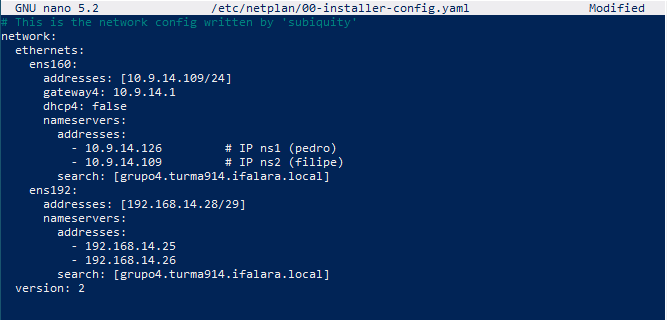 GNU nano 5.2 /etc/netplan/00-installer-config.yaml Modified
# This is the network config written by 'subiquity'
network:
  ethernets:
    ens160:
      addresses: [10.9.14.109/24]
      gateway4: 10.9.14.1
      dhcp4: false
      nameservers:
        addresses:
          - 10.9.14.126         # IP ns1 (pedro)
          - 10.9.14.109         # IP ns2 (filipe)
        search: [grupo4.turma914.ifalara.local]
    ens192:
      addresses: [192.168.14.28/29]
      nameservers:
        addresses:
          - 192.168.14.25
          - 192.168.14.26
        search: [grupo4.turma914.ifalara.local]
  version: 2